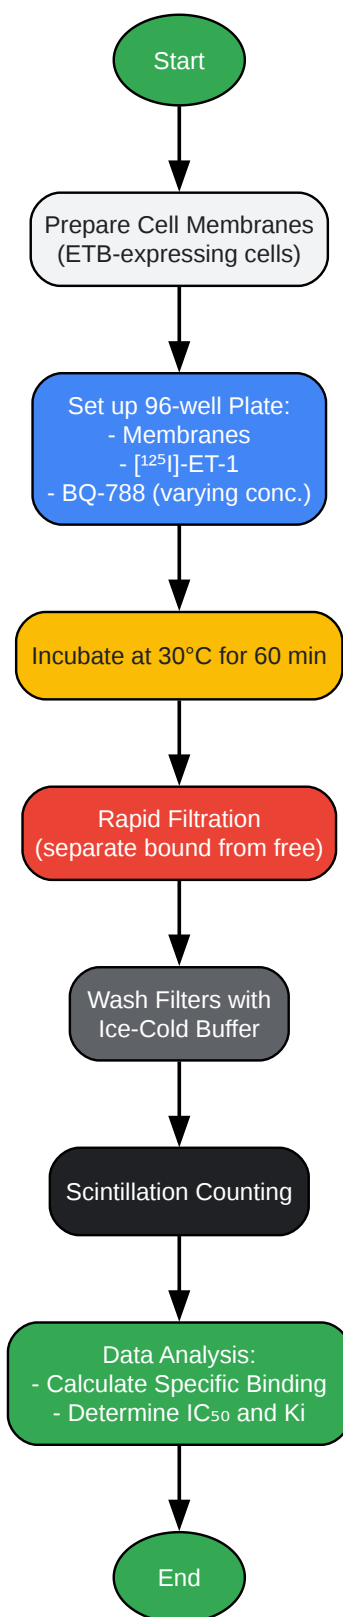 Start
Prepare Cell Membranes
(ETB-expressing cells)
Set up 96-well Plate:
- Membranes
- [¹²⁵I]-ET-1
- BQ-788 (varying conc.)
Incubate at 30°C for 60 min
Rapid Filtration
(separate bound from free)
Wash Filters with
Ice-Cold Buffer
Scintillation Counting
Data Analysis:
- Calculate Specific Binding
- Determine IC₅₀ and Ki
End